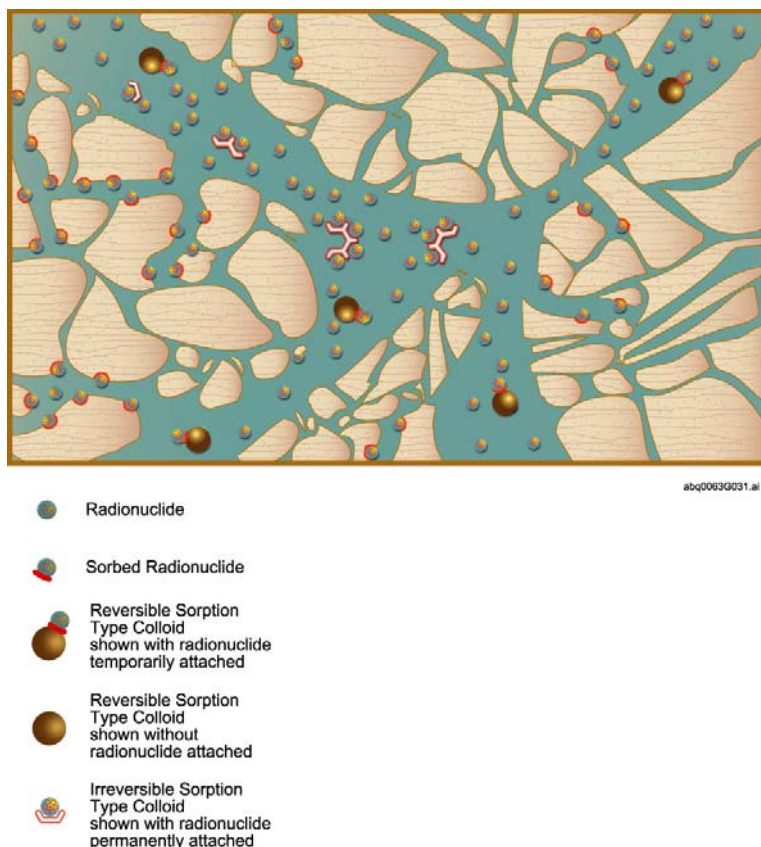 abq0063G031.ai
Radionuclide
Sorbed Radionuclide
Reversible Sorption
Type Colloid
shown with radionuclide
temporarily attached
Reversible Sorption
Type Colloid
shown without
radionuclide attached
Irreversible Sorption
Type Colloid
shown with radionuclide
permanently attached